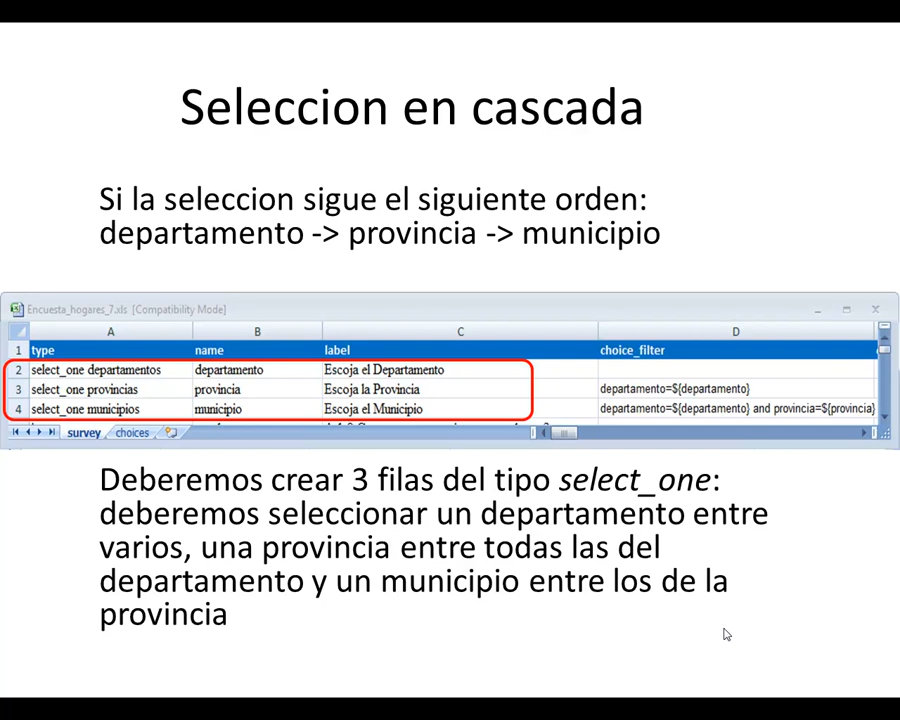 Seleccion en cascada
Si la seleccion sigue el siguiente orden:
departamento -> provincia -> municipio
Encuesta_hogares_7.xls [Compatibility Mode]
A B C D
1 type name label choice_filter
2 select_one departamentos departamento Escoja el Departamento
3 select_one provincias provincia Escoja la Provincia departamento=${departamento}
4 select_one municipios municipio Escoja el Municipio departamento=${departamento} and provincia=${provincia}
survey choices
Deberemos crear 3 filas del tipo select_one:
deberemos seleccionar un departamento entre
varios, una provincia entre todas las del
departamento y un municipio entre los de la
provincia